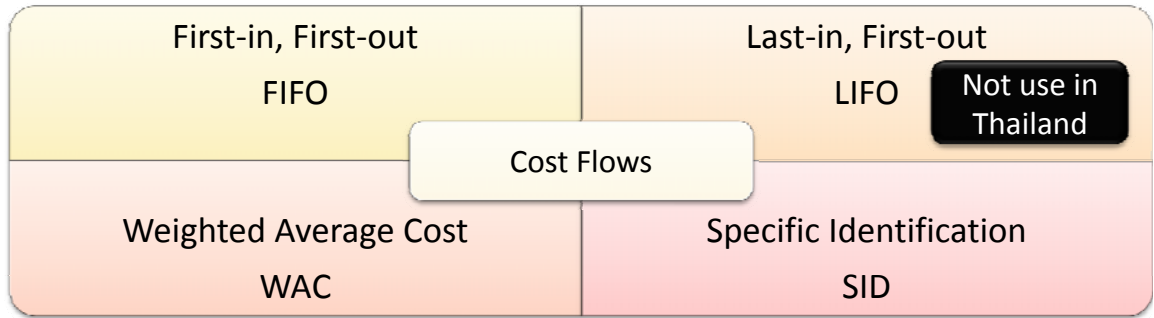 First-in, First-out
FIFO
Last-in, First-out
LIFO
Not use in
Thailand
Cost Flows
Weighted Average Cost
WAC
Specific Identification
SID